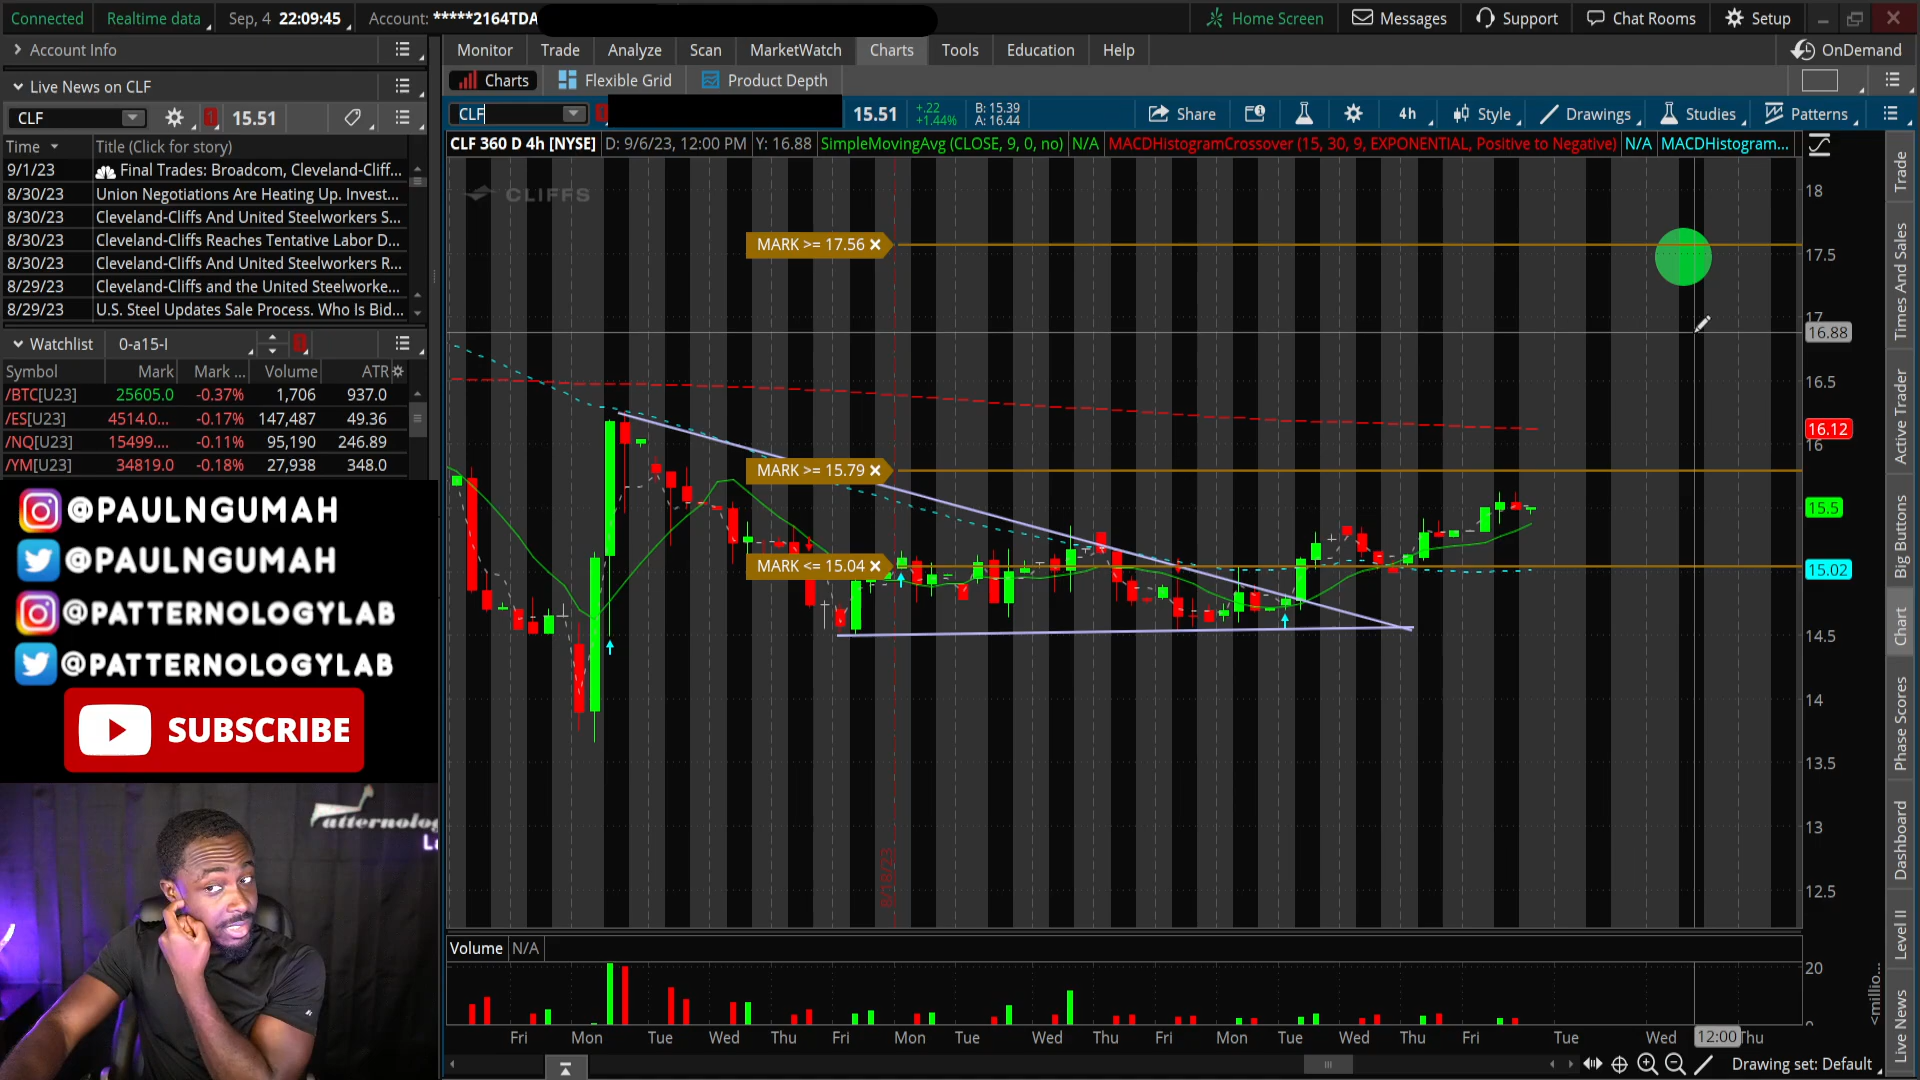 Connected Realtime data Sep, 4 22:09:45 Account: *****2164TDA Home Screen Messages Support Chat Rooms Setup
Account Info
Monitor Trade Analyze Scan MarketWatch Charts Tools Education Help OnDemand
Live News on CLF
Charts Flexible Grid Product Depth
CLF 1 15.51
CLF 15.51 +.22 +1.44% B: 15.39 A: 16.44 Share 4h Style Drawings Studies Patterns
Time Title (Click for story)
CLF 360 D 4h [NYSE] D: 9/6/23, 12:00 PM Y: 16.88 SimpleMovingAvg (CLOSE, 9, 0, no) N/A MACDHistogramCrossover (15, 30, 9, EXPONENTIAL, Positive to Negative) N/A MACDHistogram...
9/1/23 Final Trades: Broadcom, Cleveland-Cliff...
8/30/23 Union Negotiations Are Heating Up. Invest...
8/30/23 Cleveland-Cliffs And United Steelworkers S...
8/30/23 Cleveland-Cliffs Reaches Tentative Labor D...
8/30/23 Cleveland-Cliffs And United Steelworkers R...
8/29/23 Cleveland-Cliffs and the United Steelworke...
8/29/23 U.S. Steel Updates Sale Process. Who Is Bid...
Watchlist 0-a15-I
Symbol Mark Mark ... Volume ATR
/BTC[U23] 25605.0 -0.37% 1,706 937.0
/ES[U23] 4514.0... -0.17% 147,487 49.36
/NQ[U23] 15499.... -0.11% 95,190 246.89
/YM[U23] 34819.0 -0.18% 27,938 348.0
@PAULNGUMAH
@PAULNGUMAH
@PATTERNOLOGYLAB
@PATTERNOLOGYLAB
SUBSCRIBE
CLIFFS
MARK >= 17.56
MARK >= 15.79
MARK <= 15.04
8/18/23
18
17.5
17
16.88
16.5
16.12
16
15.5
15.02
14.5
14
13.5
13
12.5
Volume N/A
20
0
<millio...
Fri Mon Tue Wed Thu Fri Mon Tue Wed Thu Fri Mon Wed Thu Fri Tue Wed 12:00 Thu
Drawing set: Default
Trade
Times And Sales
Active Trader
Big Buttons
Chart
Phase Scores
Dashboard
Level II
Live News